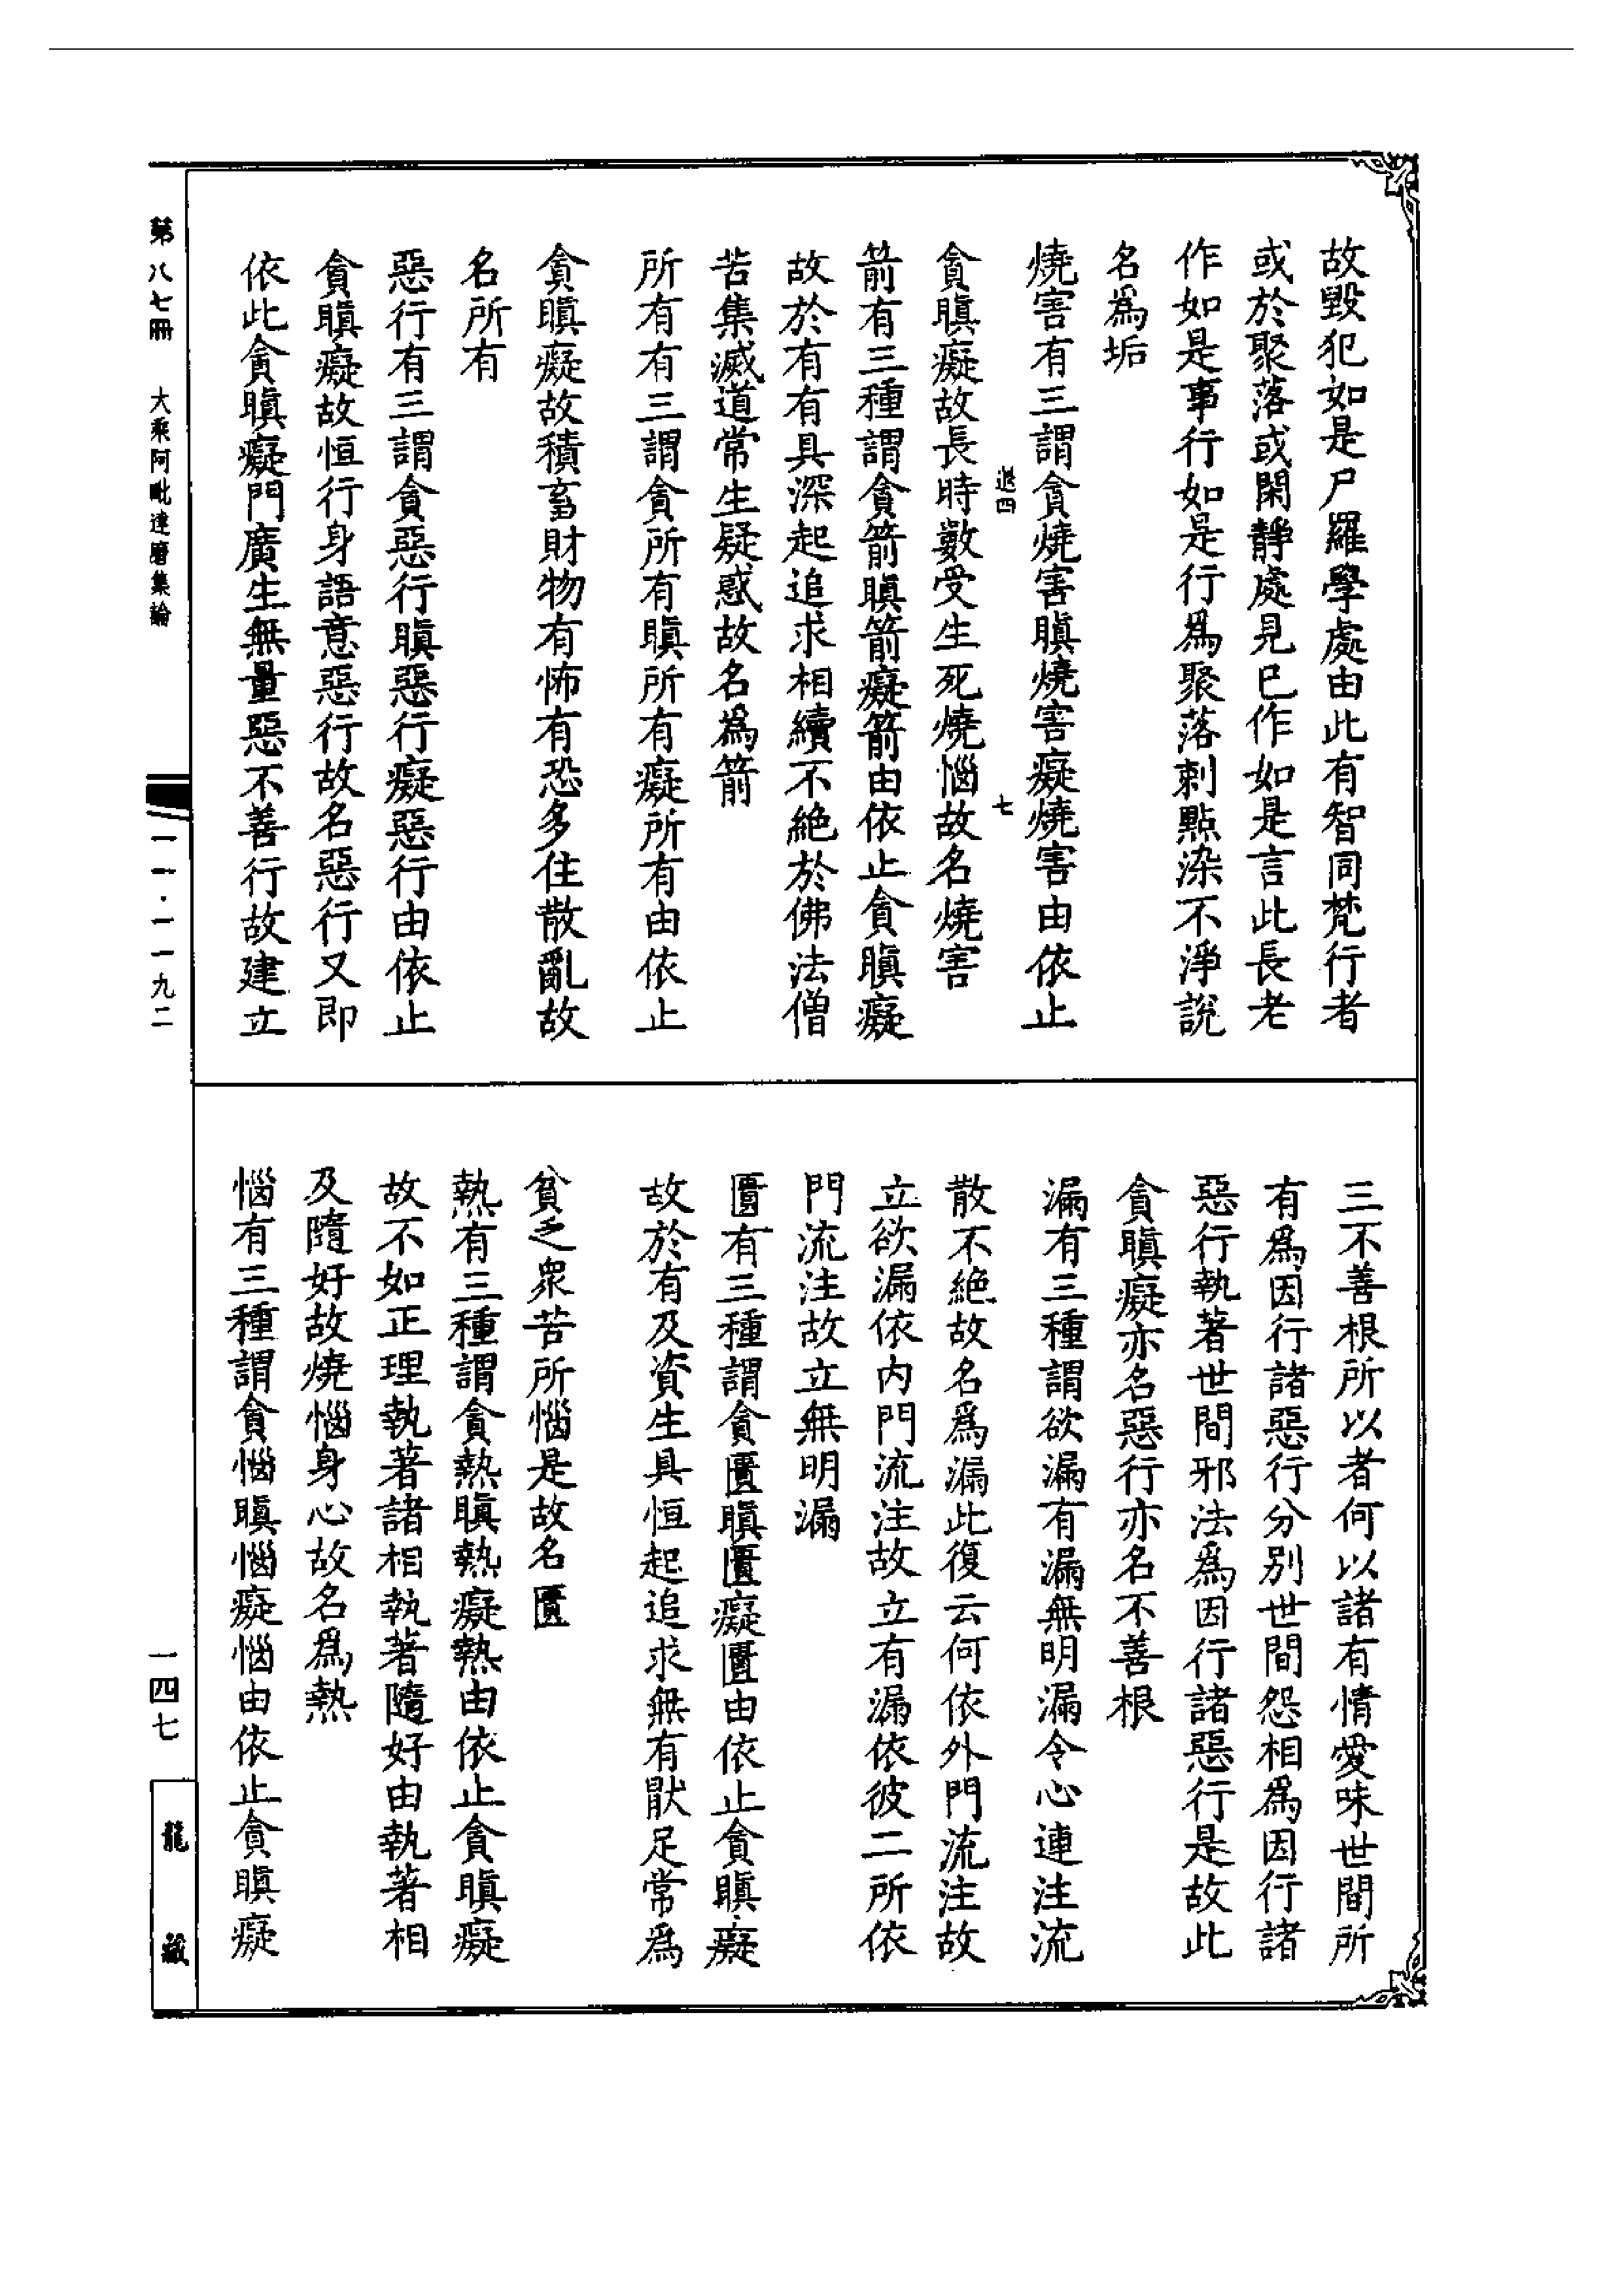 故毀犯如是尸羅學處由此有智同梵行者
或於聚落或閑靜處見已作如是言此長老
作如是事行如是行爲聚落刺點染不淨說
名爲垢
燒害有三謂貪燒害瞋燒害癡燒害由依止
退四
七
貪瞋癡故長時數受生死燒惱故名燒害
箭有三種謂貪箭瞋箭癡箭由依止貪瞋癡
故於有有具深起追求相續不絕於佛法僧
苦集滅道常生疑惑故名爲箭
所有有三謂貪所有瞋所有癡所有由依止
貪瞋癡故積畜財物有怖有恐多住散亂故
名所有
惡行有三謂貪惡行瞋惡行癡惡行由依止
貪瞋癡故恒行身語意惡行故名惡行又即
依此貪瞋癡門廣生無量惡不善行故建立
三不善根所以者何以諸有情愛味世間所
有爲因行諸惡行分別世間怨相爲因行諸
惡行執著世間邪法爲因行諸惡行是故此
貪瞋癡亦名惡行亦名不善根
漏有三種謂欲漏有漏無明漏令心連注流
散不絕故名爲漏此復云何依外門流注故
立欲漏依內門流注故立有漏依彼二所依
門流注故立無明漏
匱有三種謂貪匱瞋匱癡匱由依止貪瞋癡
故於有及資生具恒起追求無有猒足常爲
貧乏衆苦所惱是故名匱
熱有三種謂貪熱瞋熱癡熱由依止貪瞋癡
故不如正理執著諸相執著隨好由執著相
及隨好故燒惱身心故名爲熱
惱有三種謂貪惱瞋惱癡惱由依止貪瞋癡
第八七冊 大乘阿毗達磨集論
一一·一一九二
一四七
龍藏